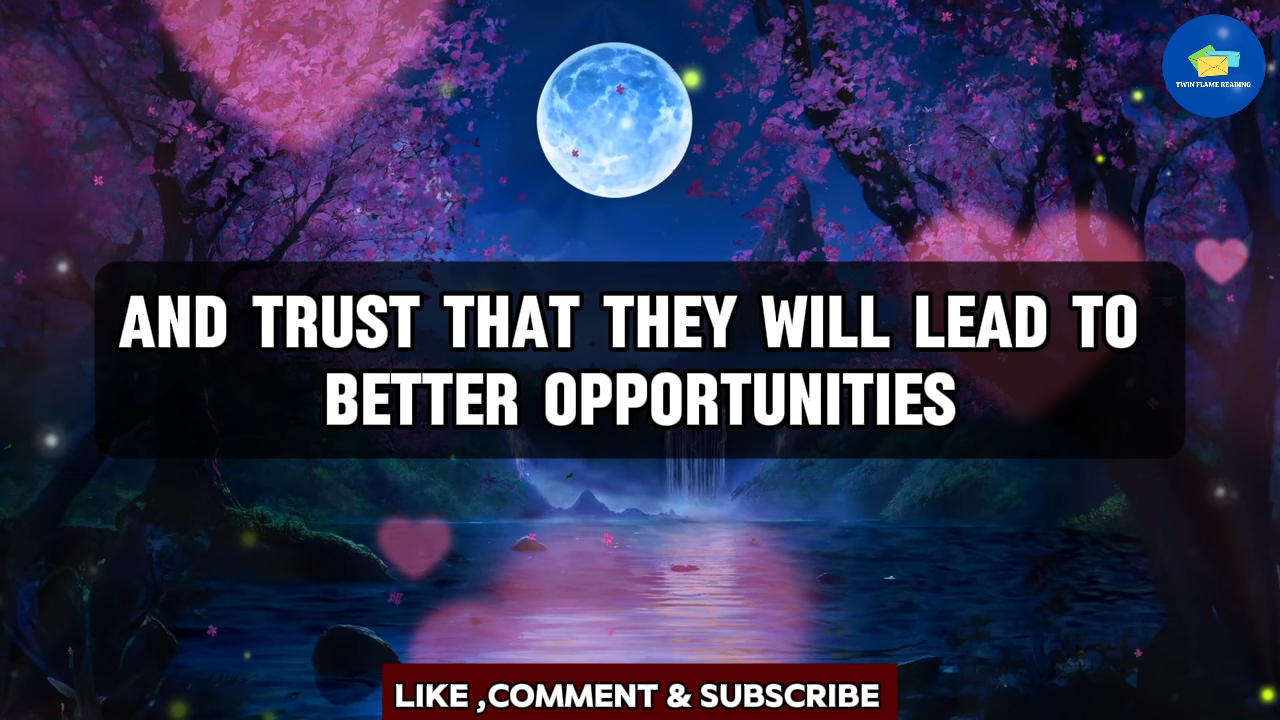 TWIN FLAME READING
AND TRUST THAT THEY WILL LEAD TO
BETTER OPPORTUNITIES
LIKE ,COMMENT & SUBSCRIBE